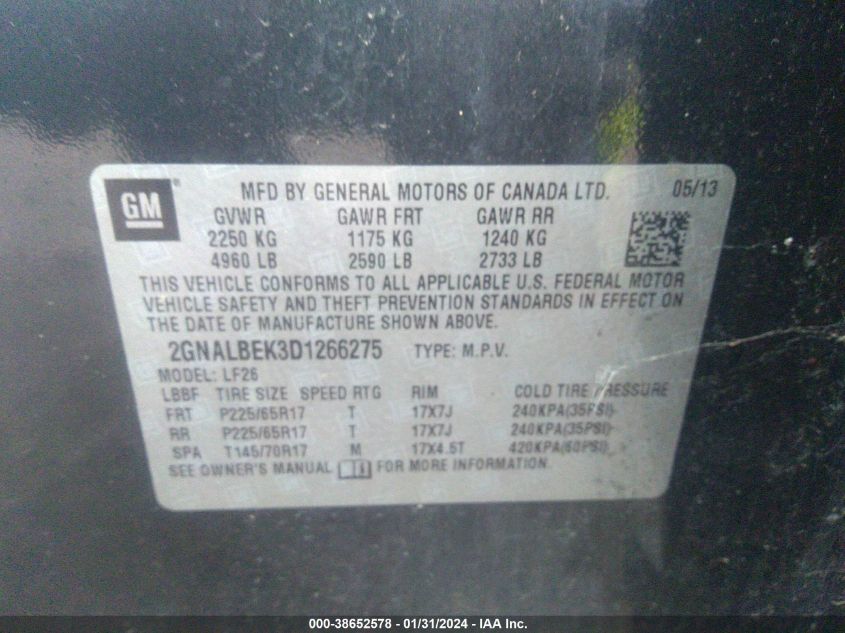 GM ® MFD BY GENERAL MOTORS OF CANADA LTD. 05/13
GVWR GAWR FRT GAWR RR
2250 KG 1175 KG 1240 KG
4960 LB 2590 LB 2733 LB
THIS VEHICLE CONFORMS TO ALL APPLICABLE U.S. FEDERAL MOTOR
VEHICLE SAFETY AND THEFT PREVENTION STANDARDS IN EFFECT ON
THE DATE OF MANUFACTURE SHOWN ABOVE.
2GNALBEK3D1266275 TYPE: M.P.V.
MODEL: LF26
LBBF TIRE SIZE SPEED RTG RIM COLD TIRE PRESSURE
FRT P225/65R17 T 17X7J 240KPA(35PSI)
RR P225/65R17 T 17X7J 240KPA(35PSI)
SPA T145/70R17 M 17X4.5T 420KPA(60PSI)
SEE OWNER'S MANUAL FOR MORE INFORMATION.
000-38652578 - 01/31/2024 - IAA Inc.